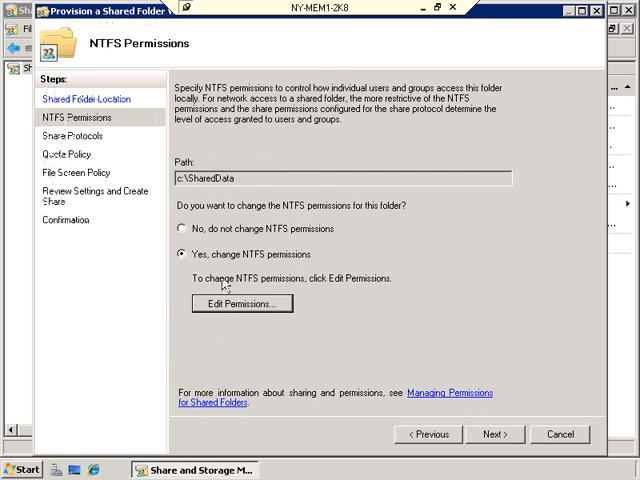 Provision a Shared Folder
NY-MEM1-2K8
NTFS Permissions
Steps:
Shared Folder Location
NTFS Permissions
Share Protocols
Quota Policy
File Screen Policy
Review Settings and Create
Share
Confirmation
Specify NTFS permissions to control how individual users and groups access this folder
locally. For network access to a shared folder, the more restrictive of the NTFS
permissions and the share permissions configured for the share protocol determine the
level of access granted to users and groups.
Path:
c:\SharedData
Do you want to change the NTFS permissions for this folder?
No, do not change NTFS permissions
Yes, change NTFS permissions
To change NTFS permissions, click Edit Permissions.
Edit Permissions...
For more information about sharing and permissions, see Managing Permissions
for Shared Folders.
< Previous
Next >
Cancel
Start
Share and Storage M...